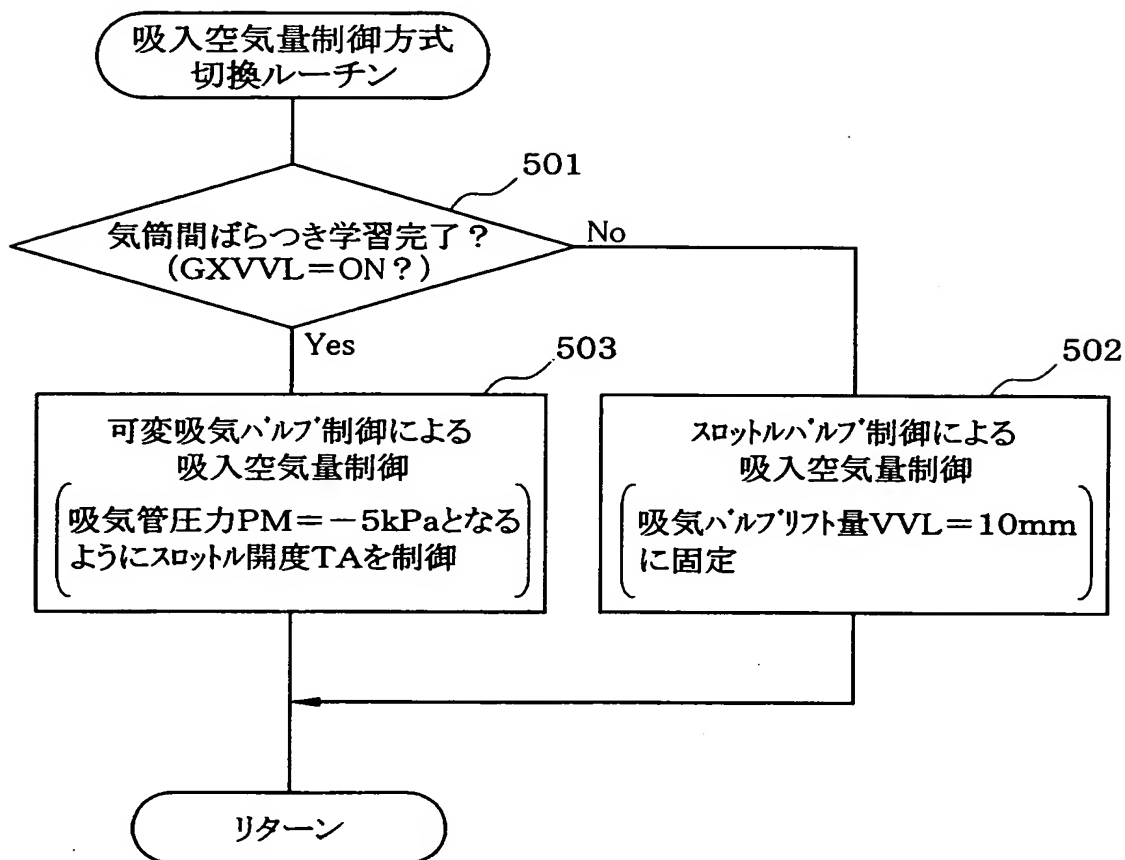 吸入空気量制御方式
切換ルーチン
501
気筒間ばらつき学習完了？
(GXVVL＝ON？)
No
Yes
503
可変吸気バルブ制御による
吸入空気量制御
吸気管圧力PM＝－5kPaとなる
ようにスロットル開度TAを制御
502
スロットルバルブ制御による
吸入空気量制御
吸気バルブリフト量VVL＝10mm
に固定
リターン